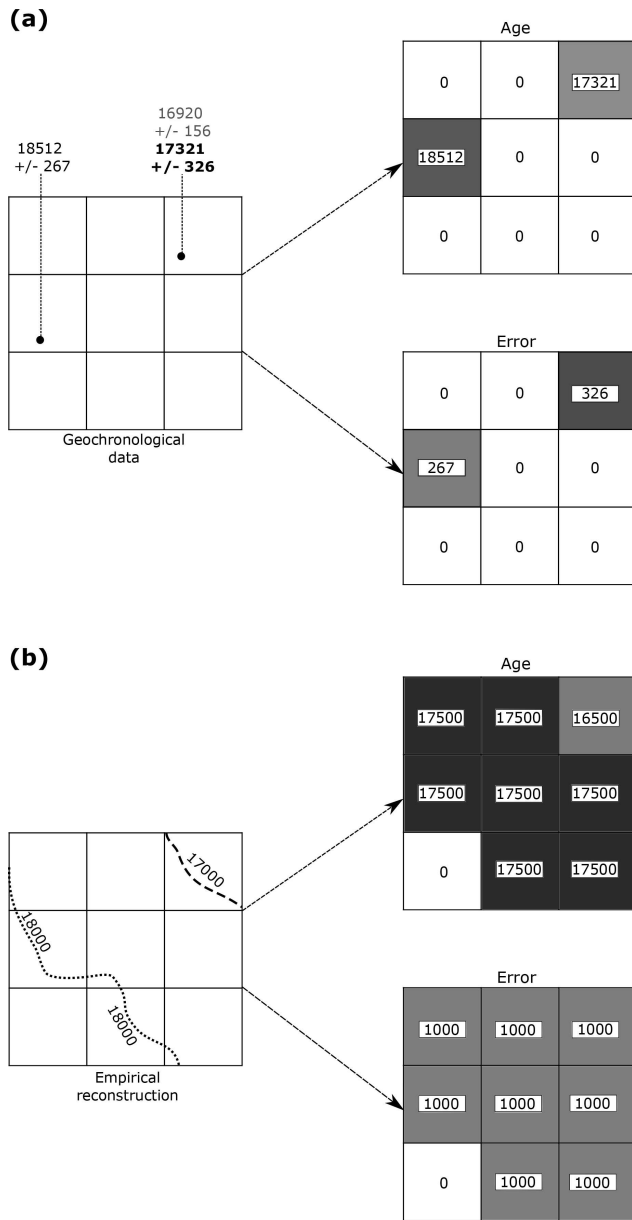 (a)
Age
16920
+/- 156
17321
+/- 326
18512
+/- 267
0 0 17321
18512 0 0
0 0 0
Geochronological
data
Error
0 0 326
267 0 0
0 0 0
(b)
Age
17500 17500 16500
17500 17500 17500
0 17500 17500
17000
18000
18000
Empirical
reconstruction
Error
1000 1000 1000
1000 1000 1000
0 1000 1000